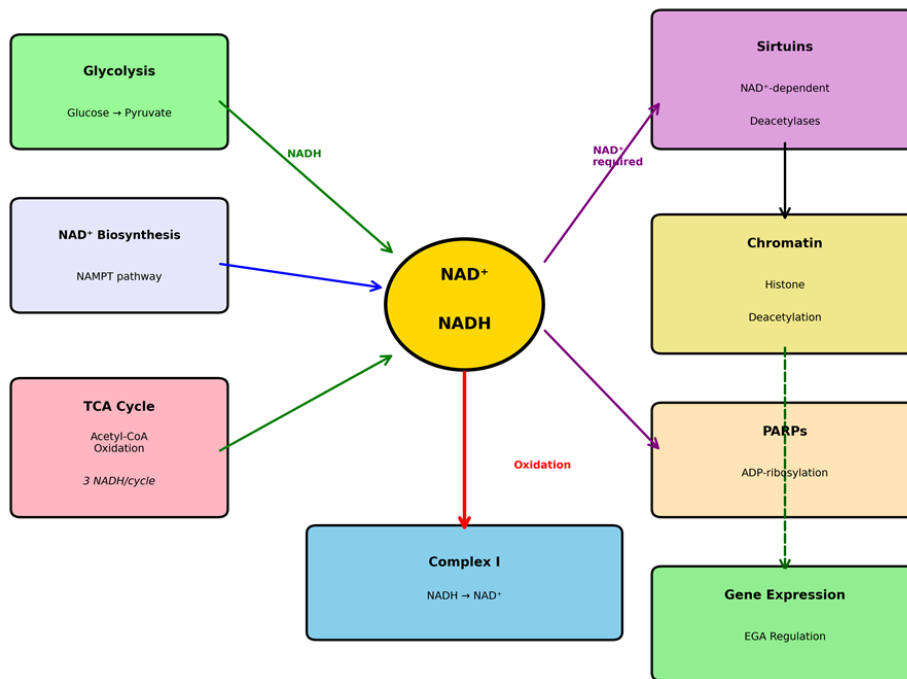 Glycolysis
Glucose → Pyruvate
NAD⁺ Biosynthesis
NAMPT pathway
TCA Cycle
Acetyl-CoA
Oxidation
3 NADH/cycle
NADH
NAD⁺
NADH
Oxidation
Complex I
NADH → NAD⁺
NAD⁺
required
Sirtuins
NAD⁺-dependent
Deacetylases
Chromatin
Histone
Deacetylation
PARPs
ADP-ribosylation
Gene Expression
EGA Regulation